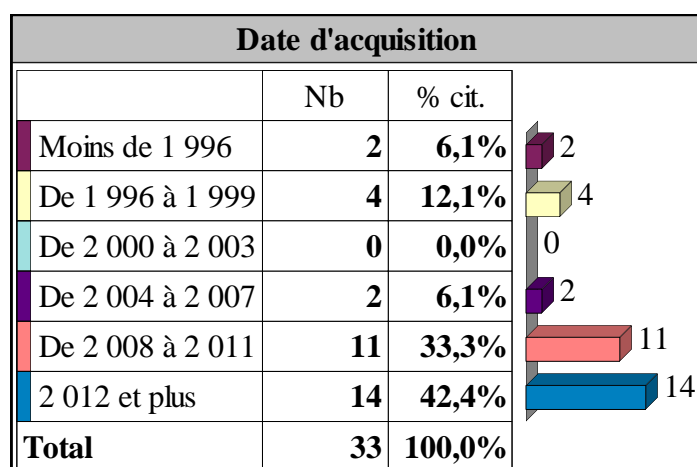 Date d'acquisition
Nb % cit.
Moins de 1 996 2 6,1% 2
De 1 996 à 1 999 4 12,1% 4
De 2 000 à 2 003 0 0,0% 0
De 2 004 à 2 007 2 6,1% 2
De 2 008 à 2 011 11 33,3% 11
2 012 et plus 14 42,4% 14
Total 33 100,0%